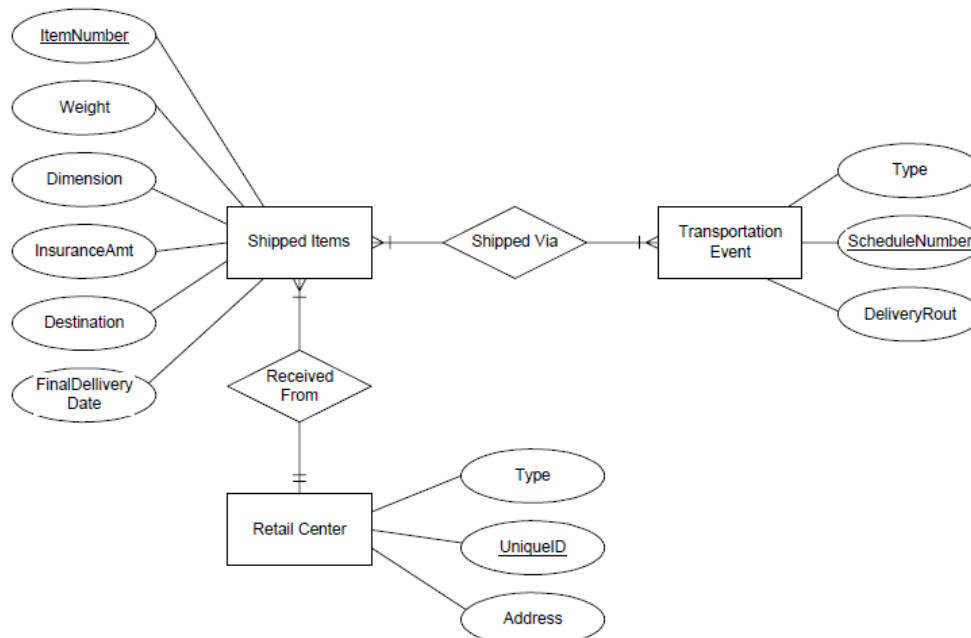 ItemNumber
Weight
Dimension
InsuranceAmt
Destination
FinalDellivery
Date
Shipped Items
Shipped Via
Transportation
Event
Type
ScheduleNumber
DeliveryRout
Received
From
Retail Center
Type
UniqueID
Address